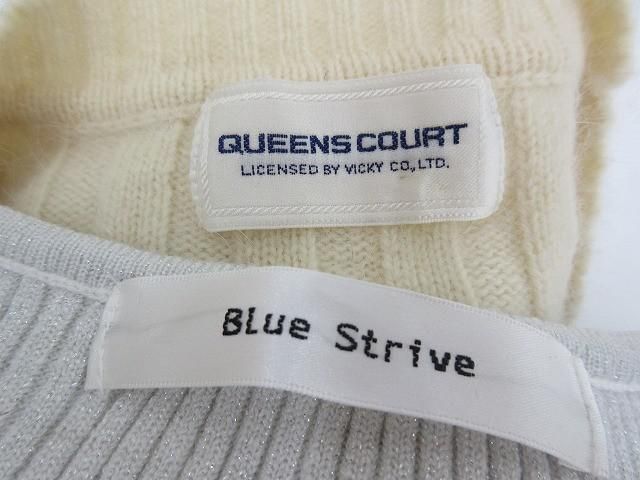 QUEENS COURT
LICENSED BY VICKY CO., LTD.
BLue Strive